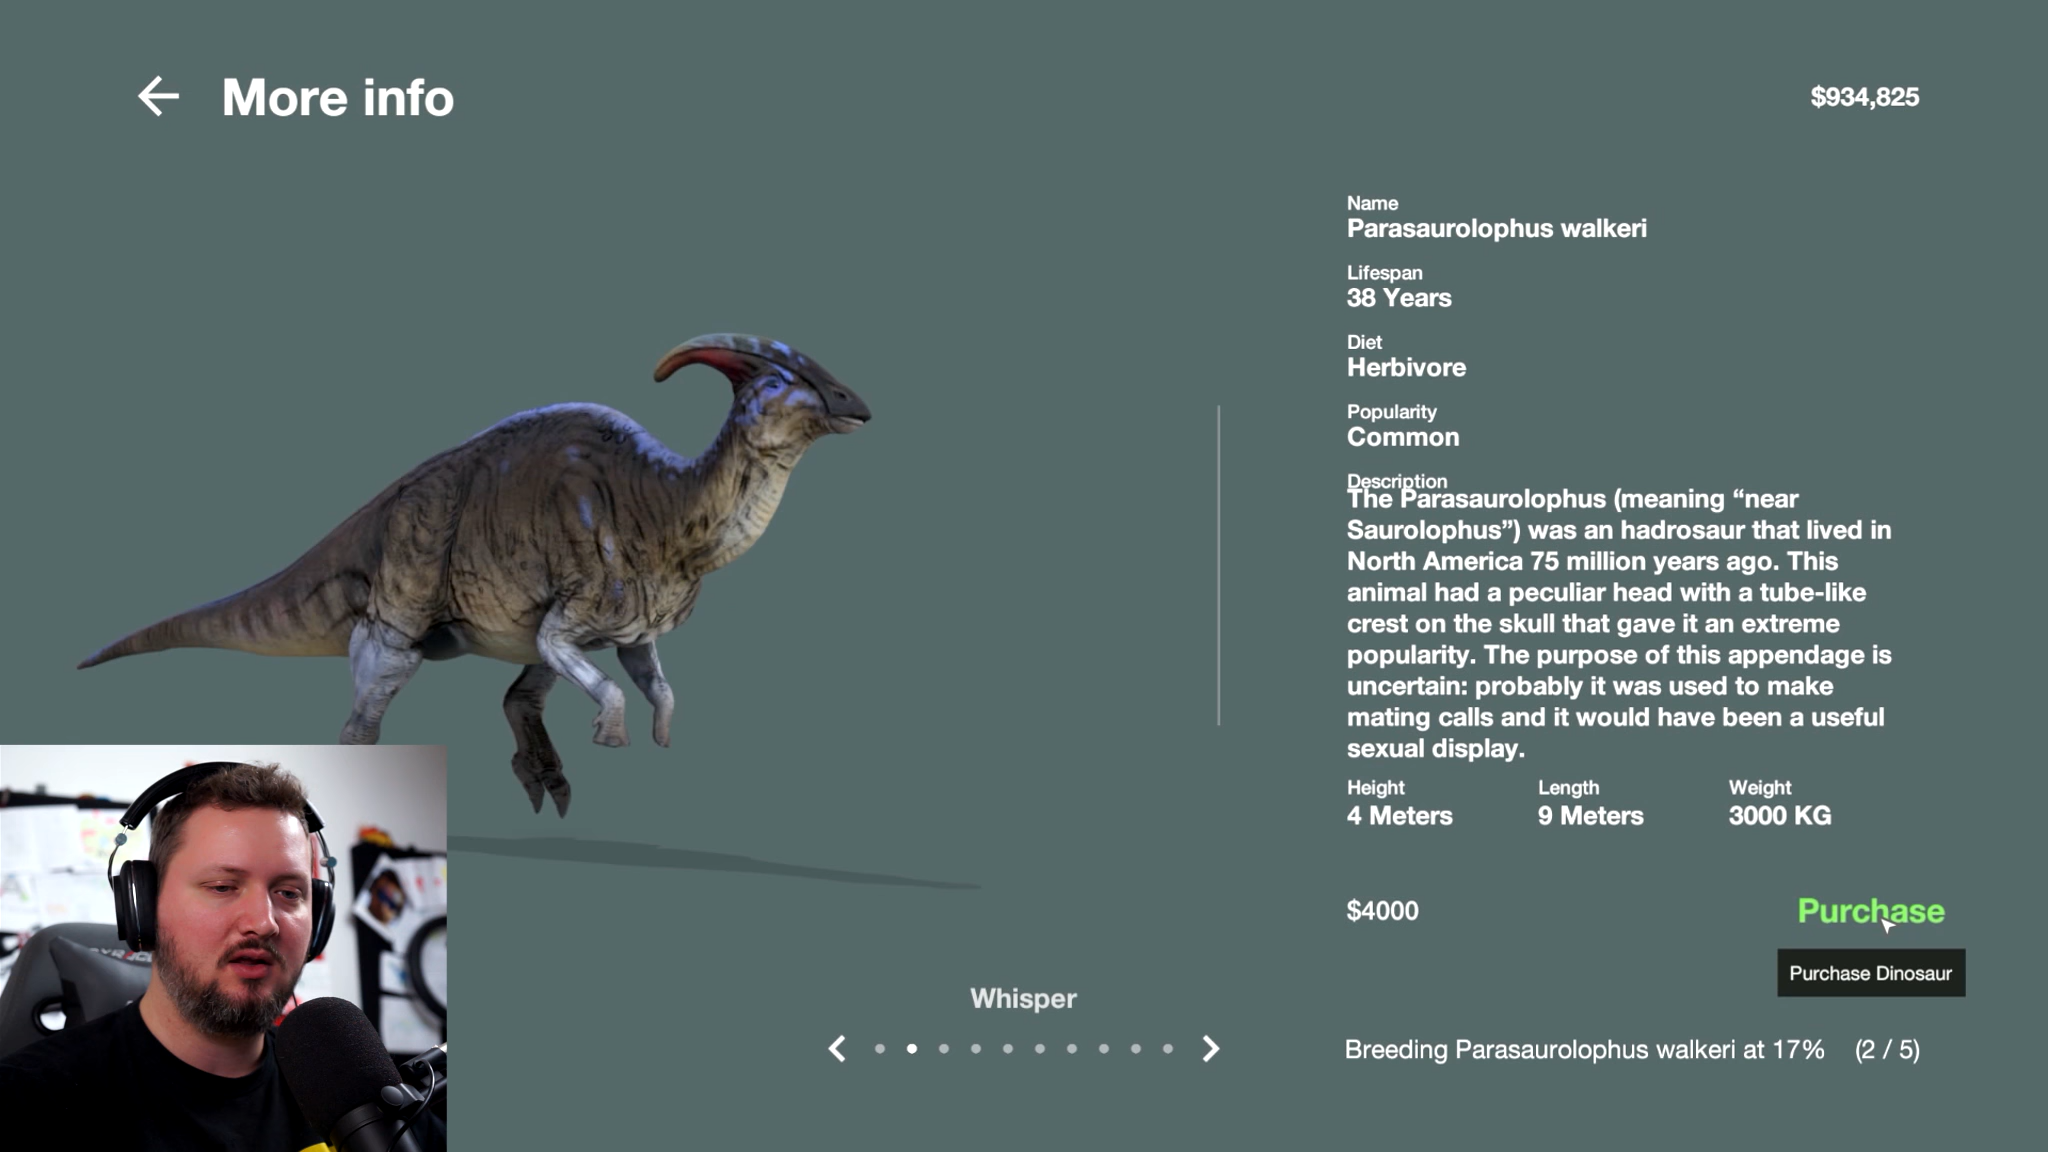 More info
$934,825
Name
Parasaurolophus walkeri
Lifespan
38 Years
Diet
Herbivore
Popularity
Common
Description
The Parasaurolophus (meaning “near
Saurolophus”) was an hadrosaur that lived in
North America 75 million years ago. This
animal had a peculiar head with a tube-like
crest on the skull that gave it an extreme
popularity. The purpose of this appendage is
uncertain: probably it was used to make
mating calls and it would have been a useful
sexual display.
Height Length Weight
4 Meters 9 Meters 3000 KG
$4000 Purchase
Purchase Dinosaur
Whisper
Breeding Parasaurolophus walkeri at 17% (2 / 5)